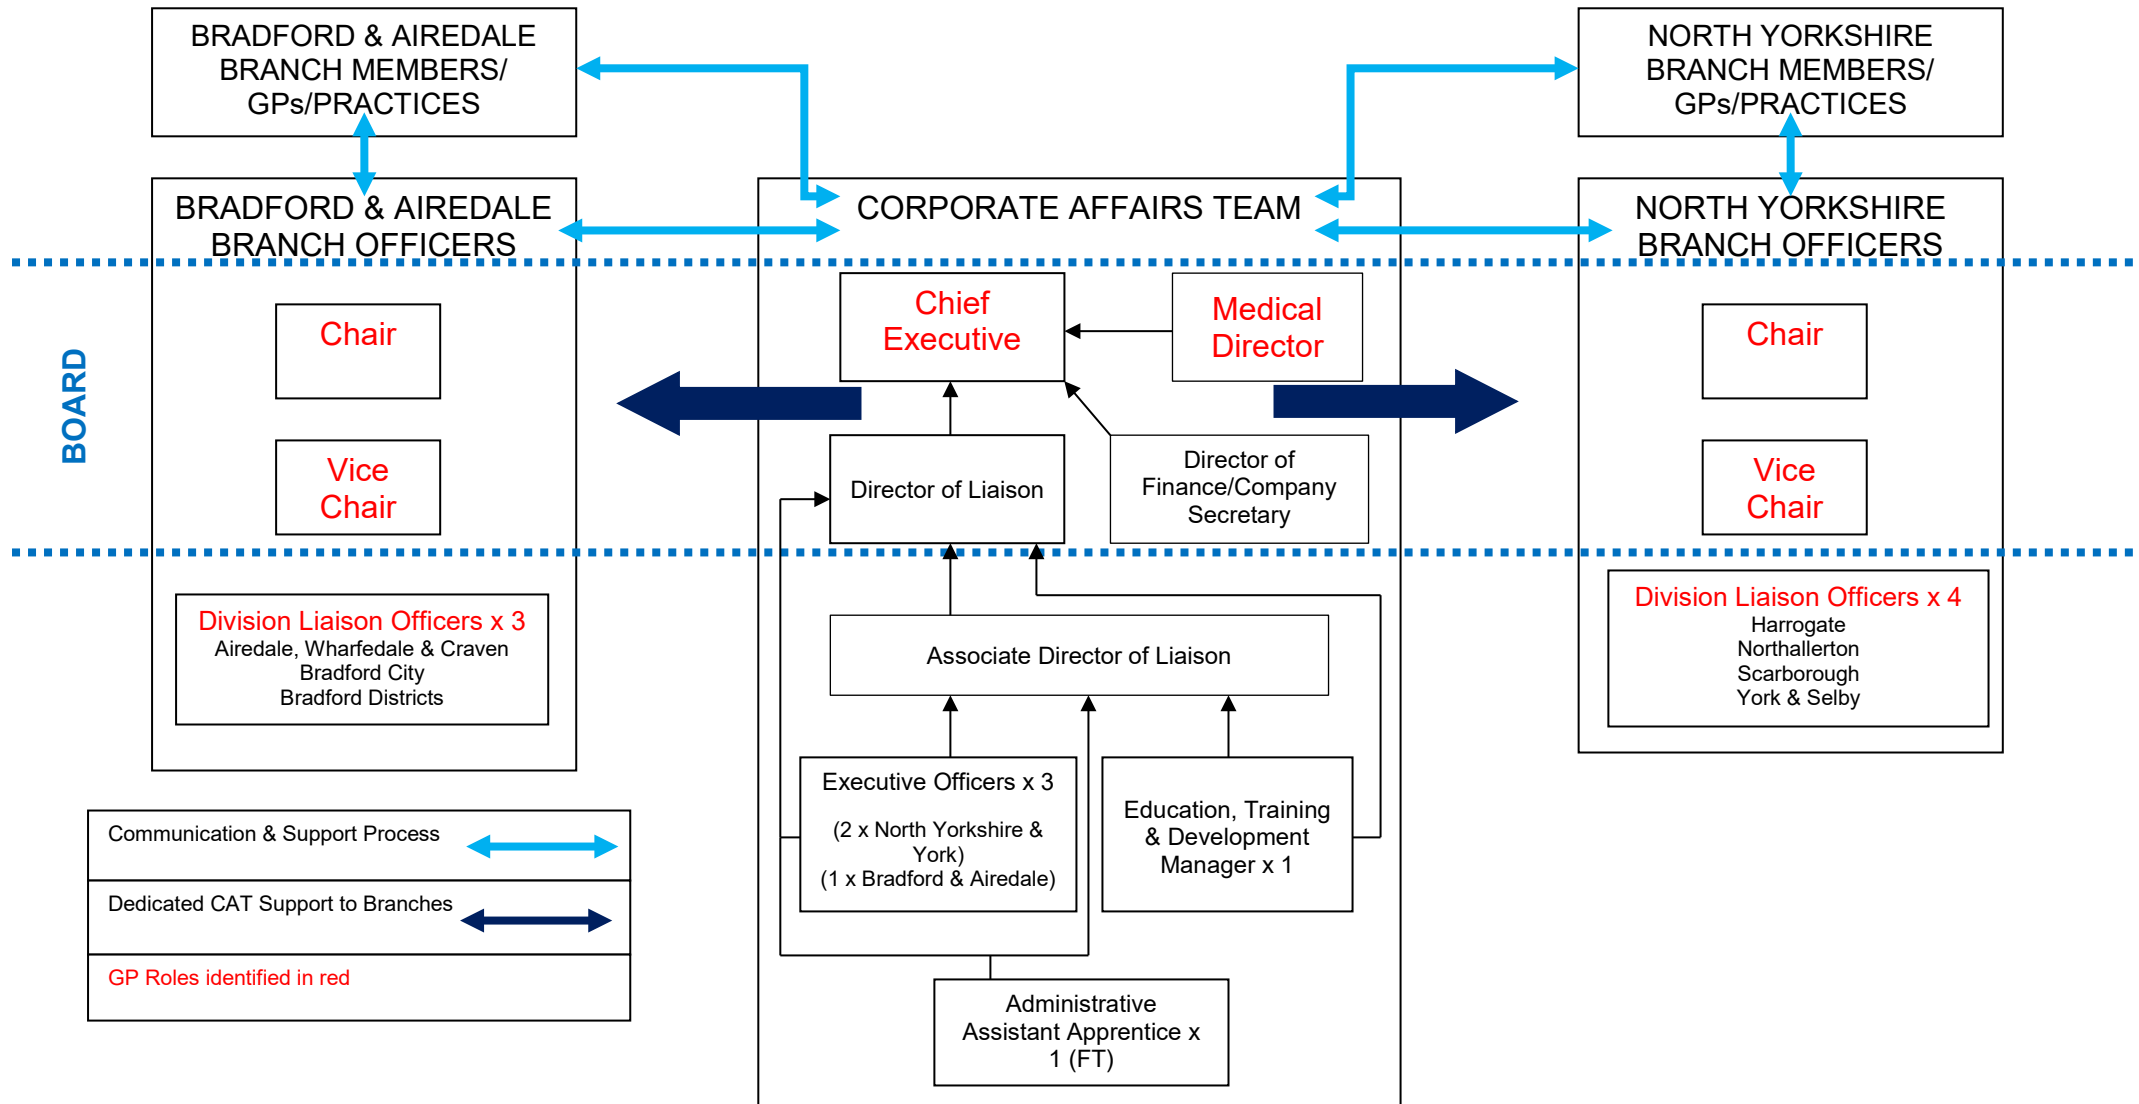 BRADFORD & AIREDALE
BRANCH MEMBERS/
GPs/PRACTICES
NORTH YORKSHIRE
BRANCH MEMBERS/
GPs/PRACTICES
BRADFORD & AIREDALE
BRANCH OFFICERS
CORPORATE AFFAIRS TEAM
NORTH YORKSHIRE
BRANCH OFFICERS
BOARD
Chair
Vice
Chair
Chief
Executive
Medical
Director
Director of Liaison
Director of
Finance/Company
Secretary
Chair
Vice
Chair
Division Liaison Officers x 3
Airedale, Wharfedale & Craven
Bradford City
Bradford Districts
Associate Director of Liaison
Division Liaison Officers x 4
Harrogate
Northallerton
Scarborough
York & Selby
Executive Officers x 3
(2 x North Yorkshire &
York)
(1 x Bradford & Airedale)
Education, Training
& Development
Manager x 1
Administrative
Assistant Apprentice x
1 (FT)
Communication & Support Process
Dedicated CAT Support to Branches
GP Roles identified in red